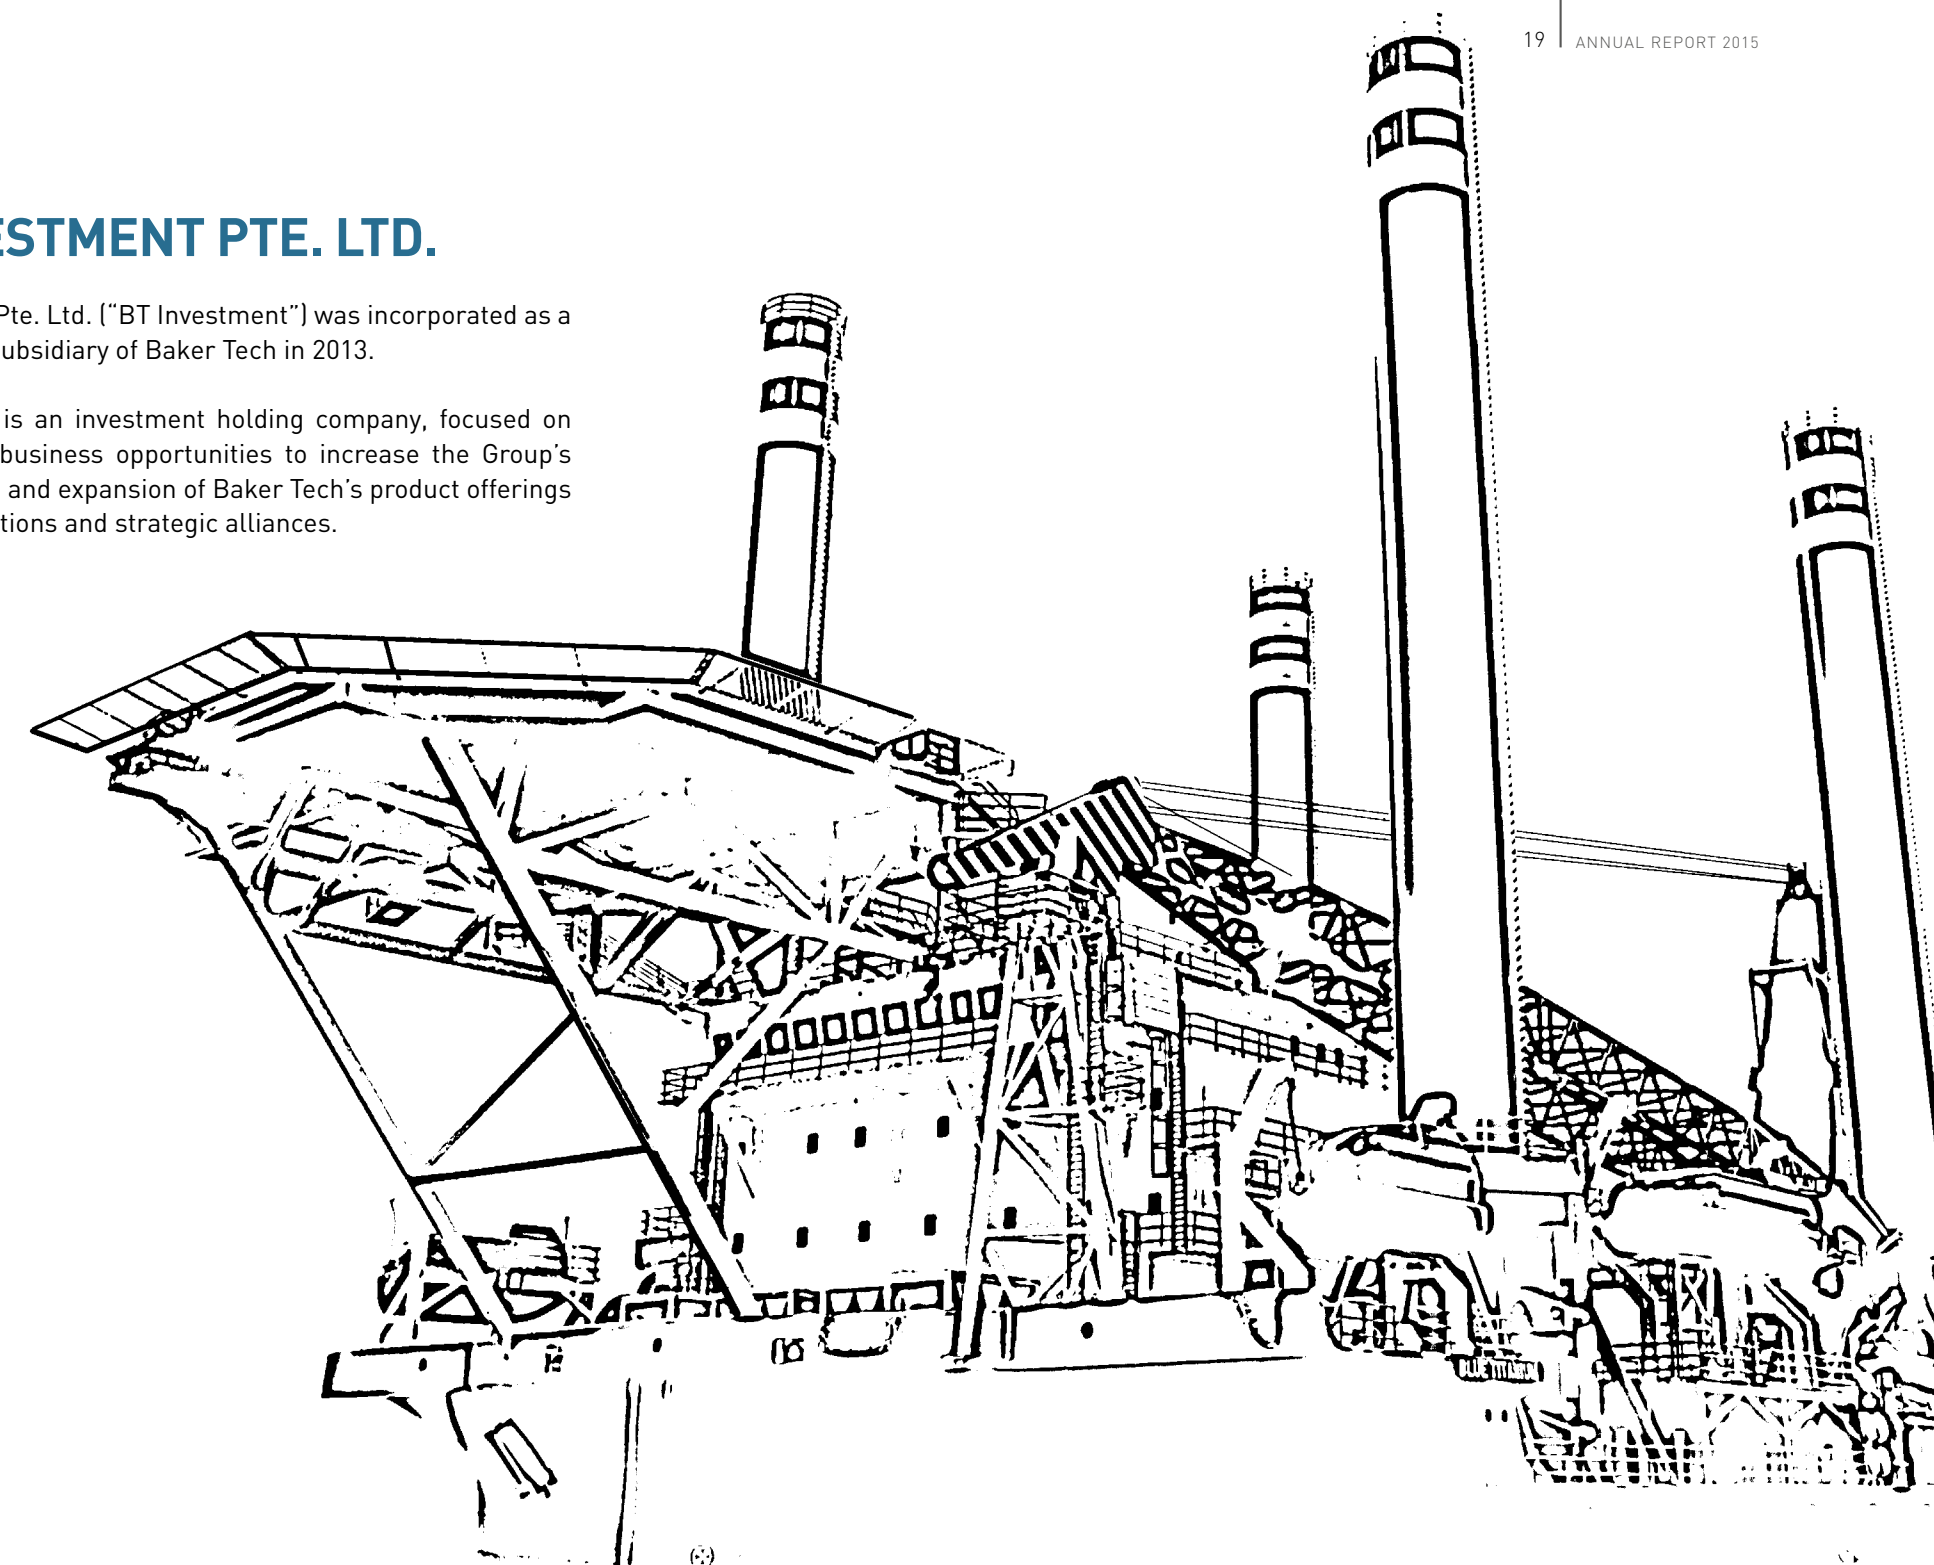 19 ANNUAL REPORT 2015
ESTMENT PTE. LTD.
Pte. Ltd. (“BT Investment”) was incorporated as a
ubsidiary of Baker Tech in 2013.
is an investment holding company, focused on
business opportunities to increase the Group’s
and expansion of Baker Tech’s product offerings
tions and strategic alliances.
BLUE TITANIUM